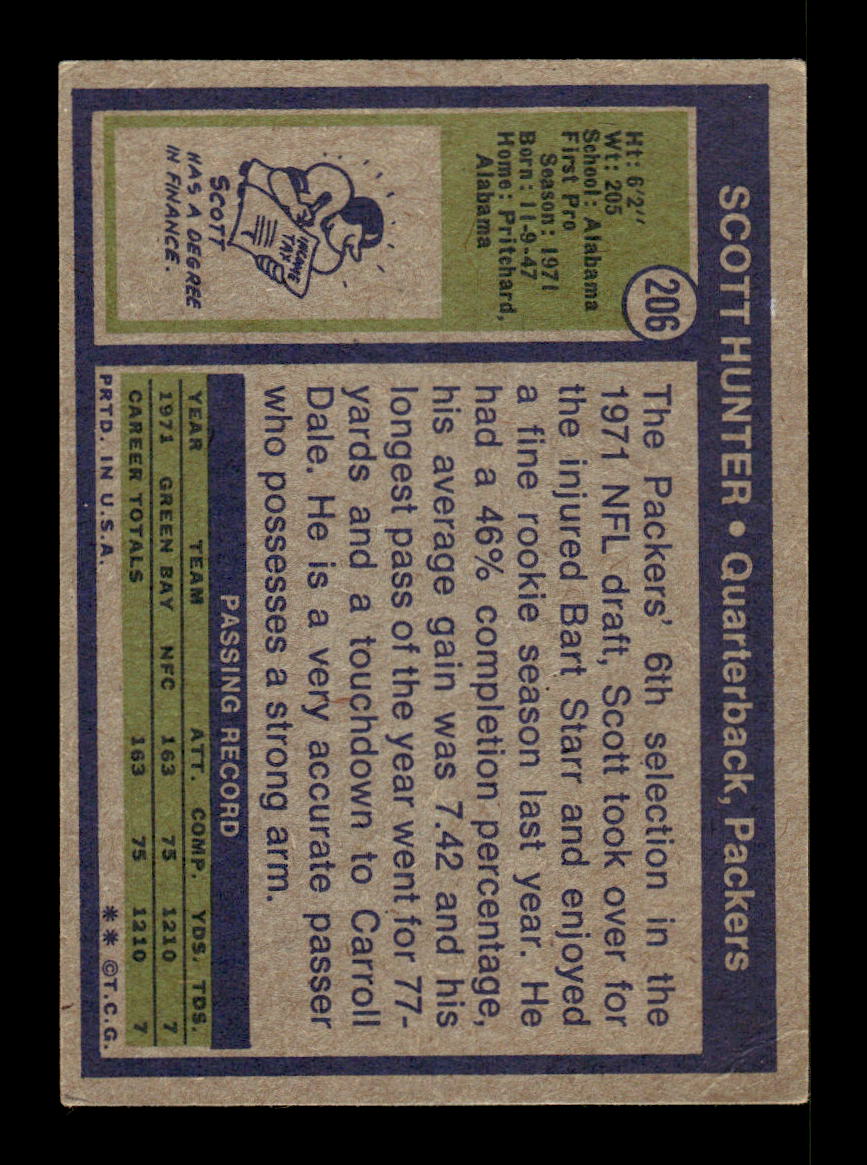 SCOTT HUNTER • Quarterback, Packers
206
Ht: 6'2"
Wt: 205
School: Alabama
First Pro
Season: 1971
Born: 11-9-47
Home: Pritchard,
Alabama
INCOME
TAX
SCOTT
HAS A DEGREE
IN FINANCE.
The Packers' 6th selection in the
1971 NFL draft, Scott took over for
the injured Bart Starr and enjoyed
a fine rookie season last year. He
had a 46% completion percentage,
his average gain was 7.42 and his
longest pass of the year went for 77-
yards and a touchdown to Carroll
Dale. He is a very accurate passer
who possesses a strong arm.
PASSING RECORD
YEAR TEAM ATT. COMP. YDS. TDS.
1971 GREEN BAY NFC 163 75 1210 7
CAREER TOTALS 163 75 1210 7
PRTD. IN U.S.A. ** ©T.C.G.